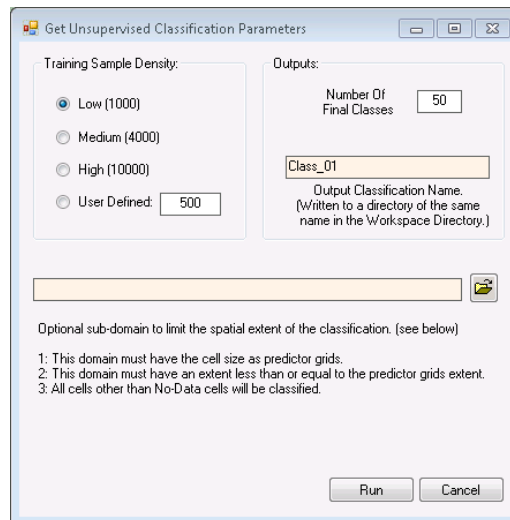 Get Unsupervised Classification Parameters
Training Sample Density:
Low (1000)
Medium (4000)
High (10000)
User Defined: 500
Outputs:
Number Of
Final Classes
50
Class_01
Output Classification Name.
(Written to a directory of the same
name in the Workspace Directory.)
Optional sub-domain to limit the spatial extent of the classification. (see below)
1: This domain must have the cell size as predictor grids.
2: This domain must have an extent less than or equal to the predictor grids extent.
3: All cells other than No-Data cells will be classified.
Run Cancel